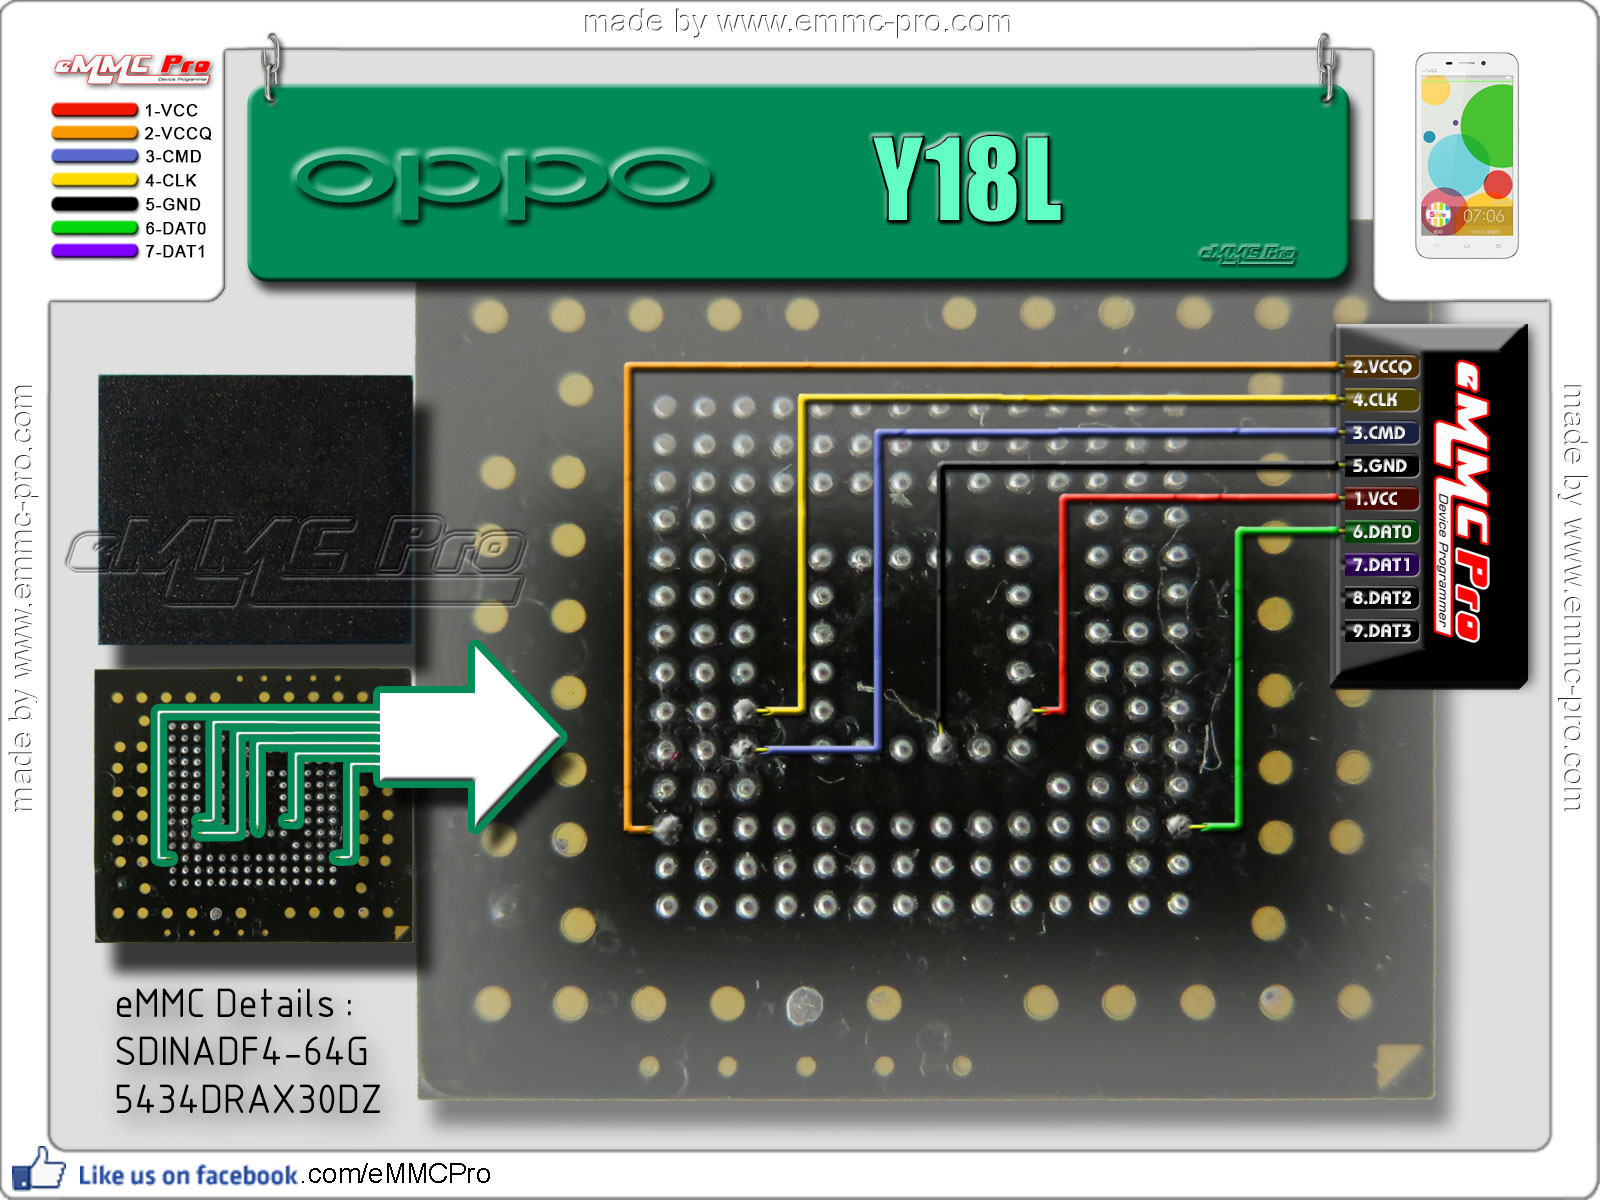 made by www.emmc-pro.com
eMMC Pro
Device Programmer
1-VCC
2-VCCQ
3-CMD
4-CLK
5-GND
6-DAT0
7-DAT1
oppo
Y18L
eMMC Pro
vivo
Style
07:06
2.VCCQ
4.CLK
3.CMD
5.GND
1.VCC
6.DAT0
7.DAT1
8.DAT2
9.DAT3
eMMC Pro
Device Programmer
eMMC Pro
made by www.emmc-pro.com
made by www.emmc-pro.com
eMMC Details :
SDINADF4-64G
5434DRAX30DZ
Like us on facebook.com/eMMCPro